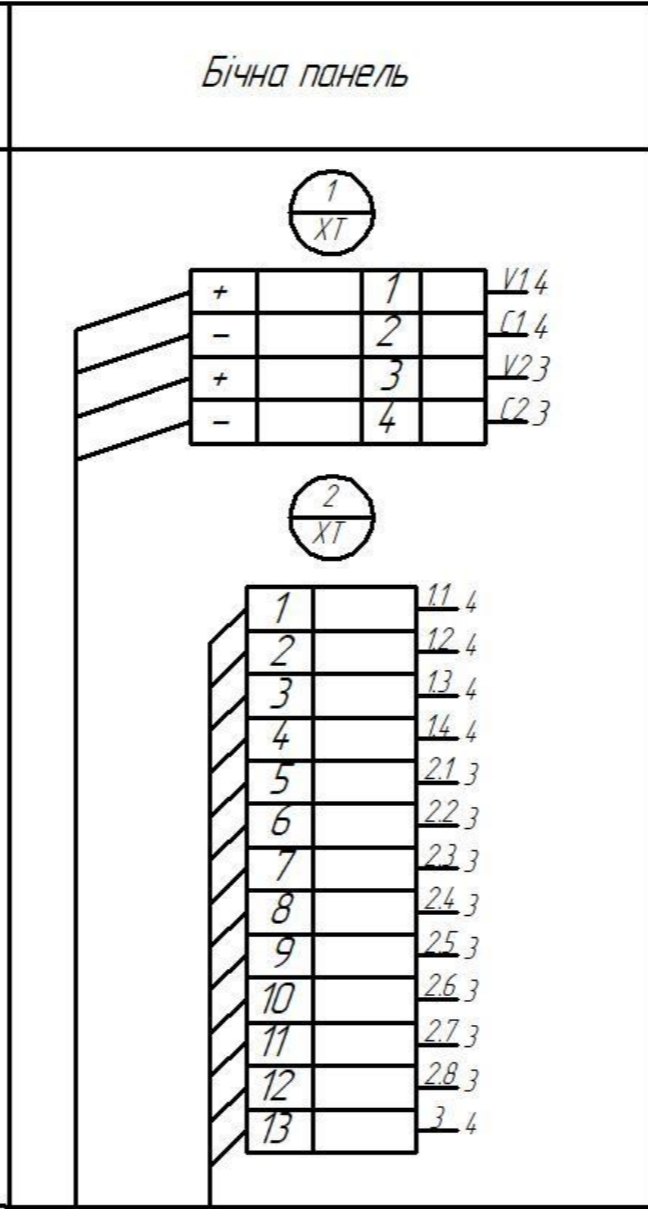 Бічна панель
1
XT
+ 1 V1 4
– 2 C1 4
+ 3 V2 3
– 4 C2 3
2
XT
1 1.1 4
2 1.2 4
3 1.3 4
4 1.4 4
5 2.1 3
6 2.2 3
7 2.3 3
8 2.4 3
9 2.5 3
10 2.6 3
11 2.7 3
12 2.8 3
13 3 4